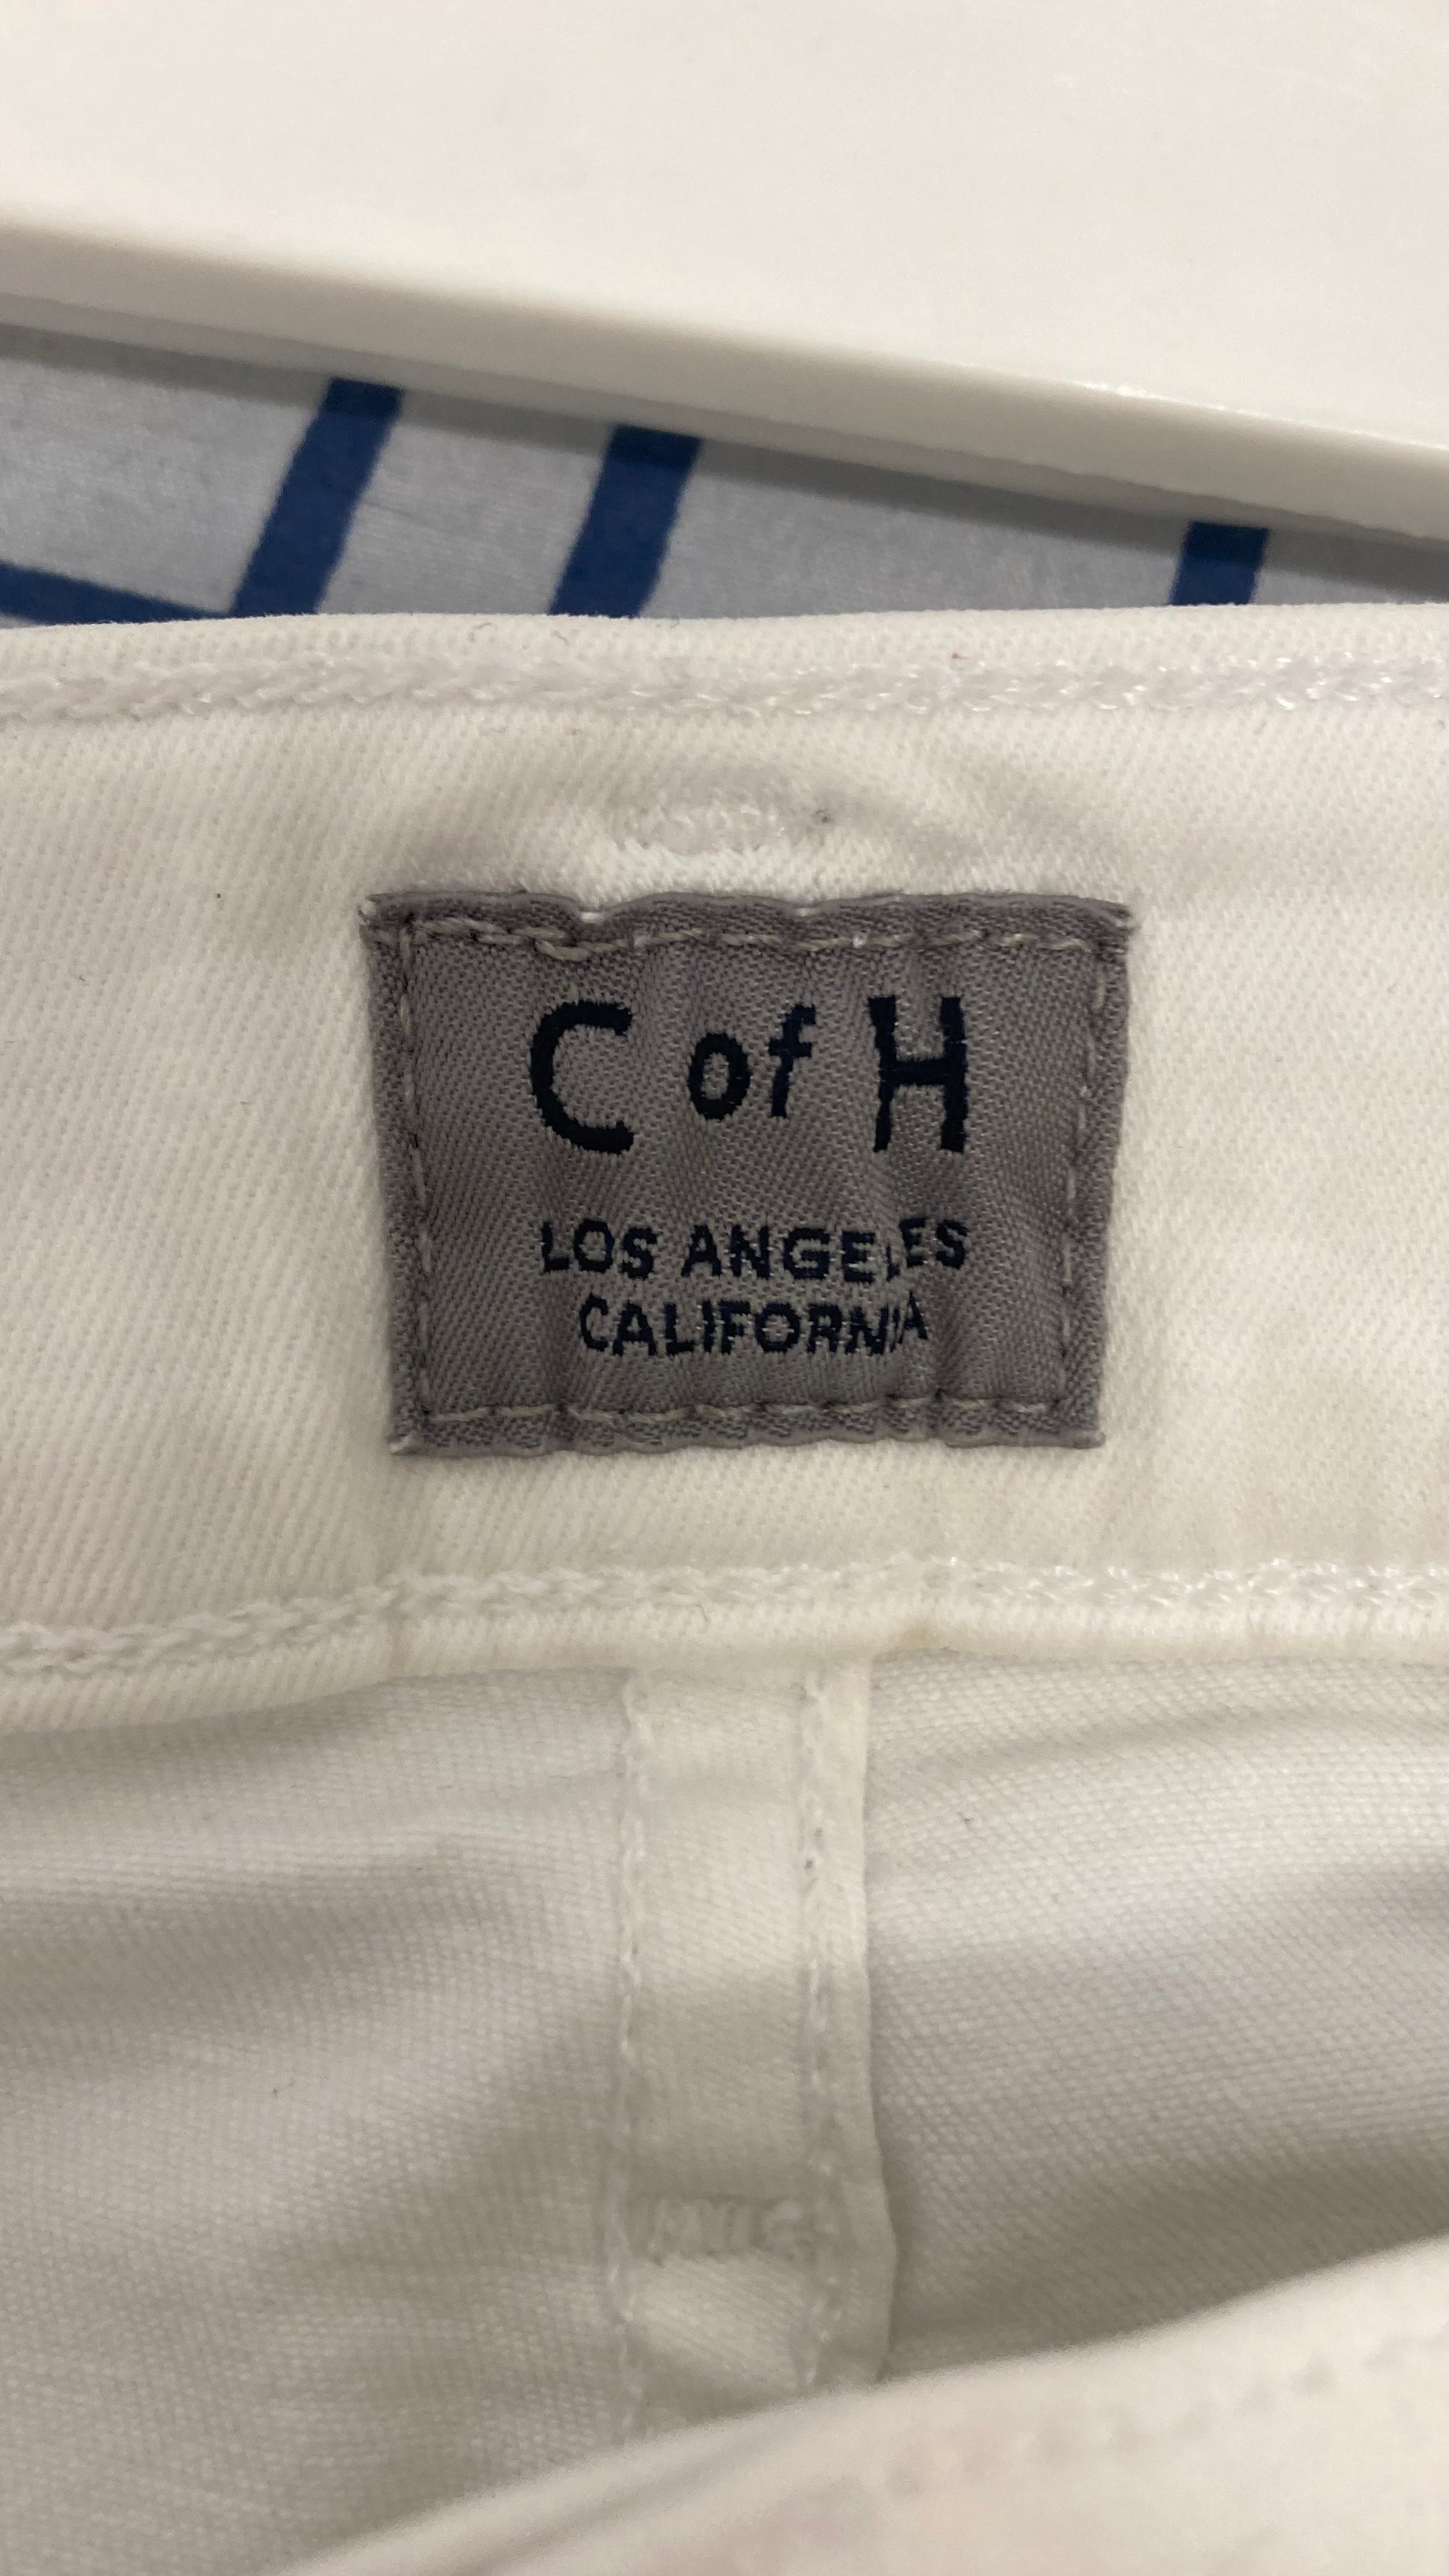 C of H
LOS ANGELES
CALIFORNIA